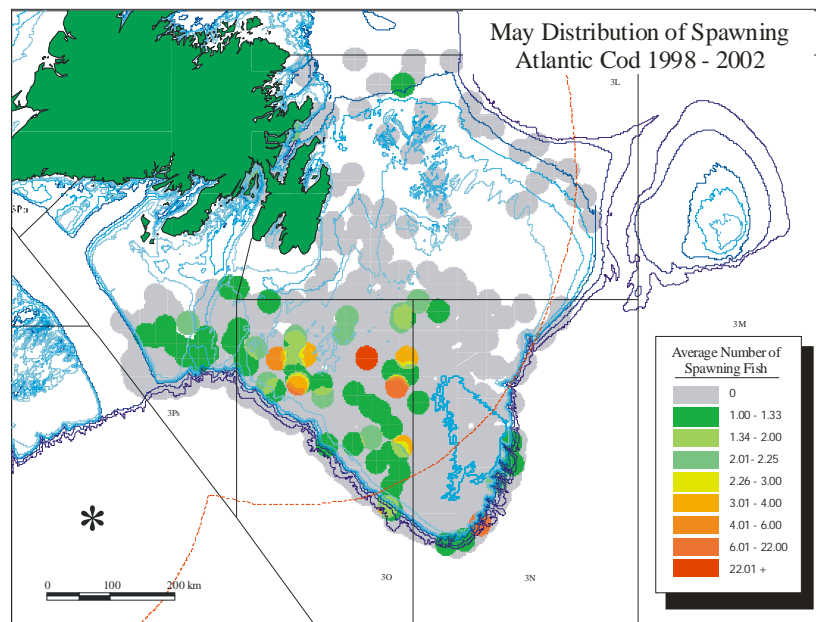 May Distribution of Spawning
Atlantic Cod 1998 - 2002
3L
3Pn
3M
Average Number of
Spawning Fish
0
1.00 - 1.33
1.34 - 2.00
2.01 - 2.25
2.26 - 3.00
3.01 - 4.00
4.01 - 6.00
6.01 - 22.00
22.01 +
3Ps
*
3O
3N
0 100 200 km